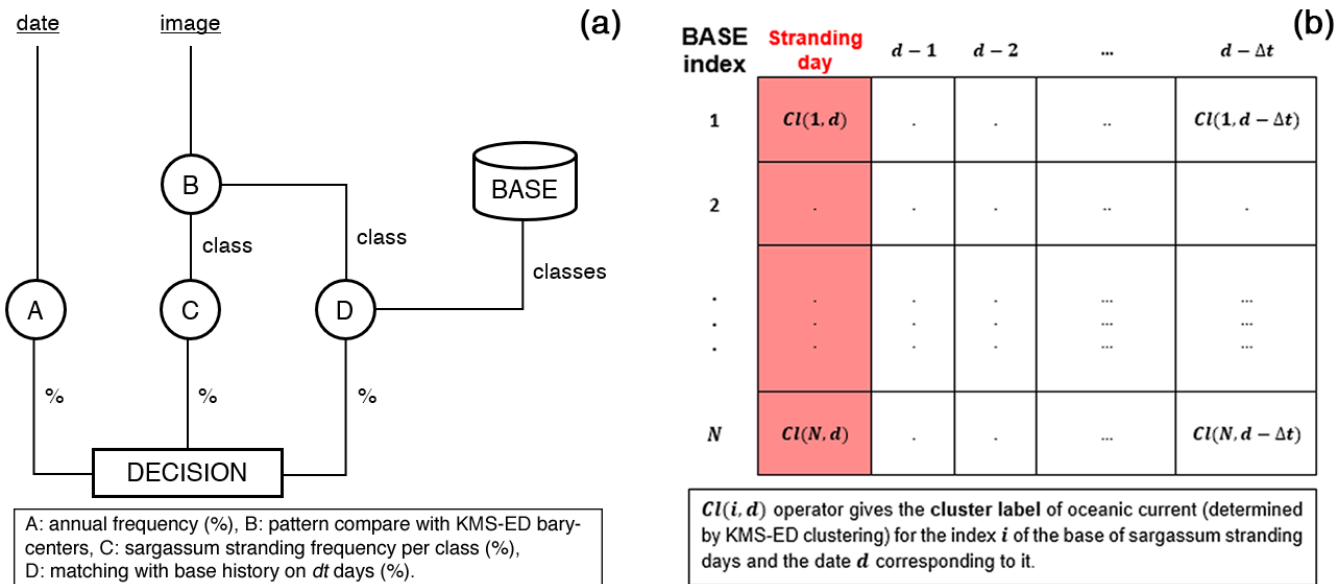 date
image
(a)
B
BASE
class
class
classes
A
C
D
%
%
%
DECISION
A: annual frequency (%), B: pattern compare with KMS-ED bary-
centers, C: sargassum stranding frequency per class (%),
D: matching with base history on dt days (%).
(b)
BASE
index
Stranding
day
d − 1
d − 2
...
d − Δt
1
Cl(1, d)
.
.
..
Cl(1, d − Δt)
2
.
.
.
..
.
.
.
.
...
...
.
.
.
.
...
...
.
.
.
.
...
...
N
Cl(N, d)
.
.
...
Cl(N, d − Δt)
Cl(i, d) operator gives the cluster label of oceanic current (determined
by KMS-ED clustering) for the index i of the base of sargassum stranding
days and the date d corresponding to it.